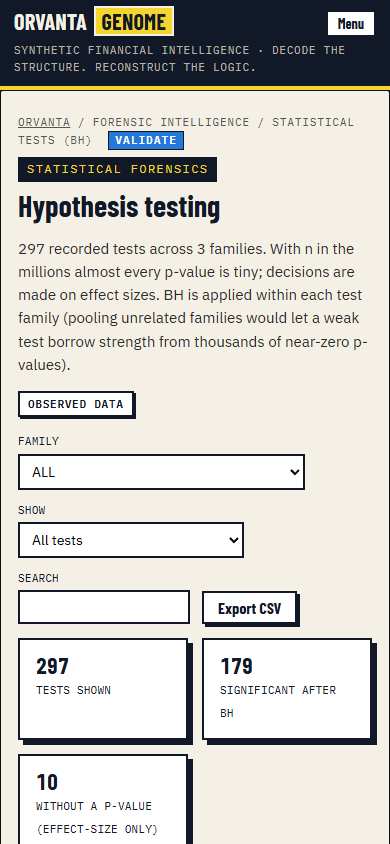 ORVANTA GENOME
Menu
SYNTHETIC FINANCIAL INTELLIGENCE · DECODE THE
STRUCTURE. RECONSTRUCT THE LOGIC.
ORVANTA / FORENSIC INTELLIGENCE / STATISTICAL
TESTS (BH) VALIDATE
STATISTICAL FORENSICS
Hypothesis testing
297 recorded tests across 3 families. With n in the
millions almost every p-value is tiny; decisions are
made on effect sizes. BH is applied within each test
family (pooling unrelated families would let a weak
test borrow strength from thousands of near-zero p-
values).
OBSERVED DATA
FAMILY
ALL
SHOW
All tests
SEARCH
Export CSV
297
TESTS SHOWN
179
SIGNIFICANT AFTER
BH
10
WITHOUT A P-VALUE
(EFFECT-SIZE ONLY)